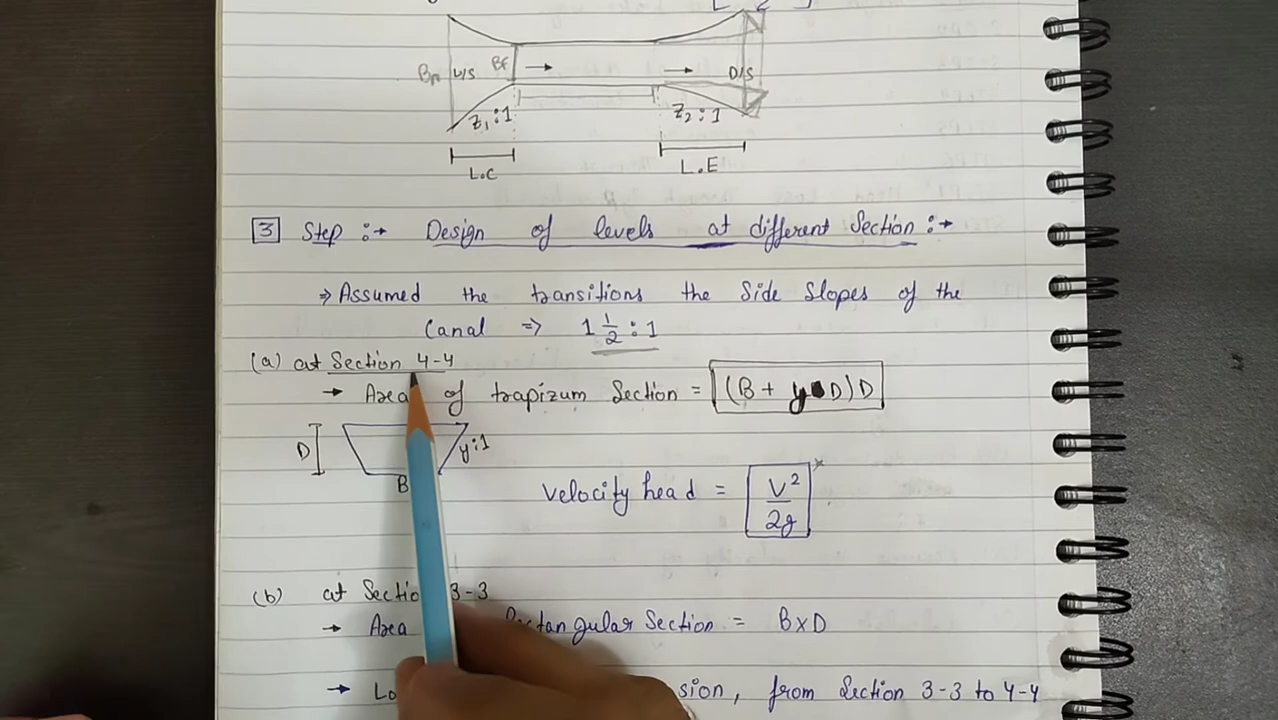 Bn U/S Bf D/S
Z1:1 Z2:1
L.C L.E
3 Step :→ Design of levels at different Section :→
⇒ Assumed the transitions the Side Slopes of the
Canal ⇒ 1 1/2 : 1
(a) at Section 4-4
→ Area of trapizum Section = (B + y D) D
D y:1
B
Velocity head = V²/2g
(b) at Sectio 3-3
→ Area Rectangular Section = B×D
→ Lo sion, from Section 3-3 to 4-4